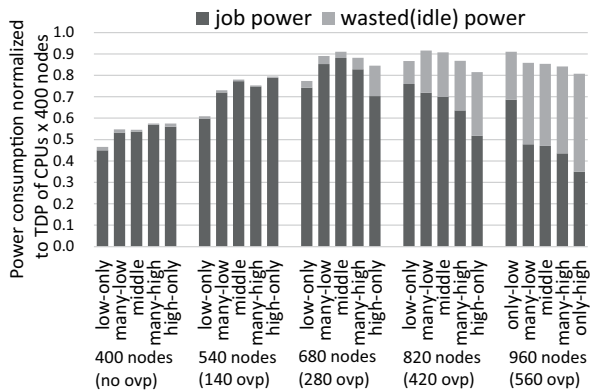 job power wasted(idle) power
Power consumption normalized
to TDP of CPUs x 400 nodes
1.0
0.9
0.8
0.7
0.6
0.5
0.4
0.3
0.2
0.1
0.0
low-only
many-low
middle
many-high
high-only
low-only
many-low
middle
many-high
high-only
low-only
many-low
middle
many-high
high-only
low-only
many-low
middle
many-high
high-only
only-low
many-low
middle
many-high
only-high
400 nodes 540 nodes 680 nodes 820 nodes 960 nodes
(no ovp) (140 ovp) (280 ovp) (420 ovp) (560 ovp)